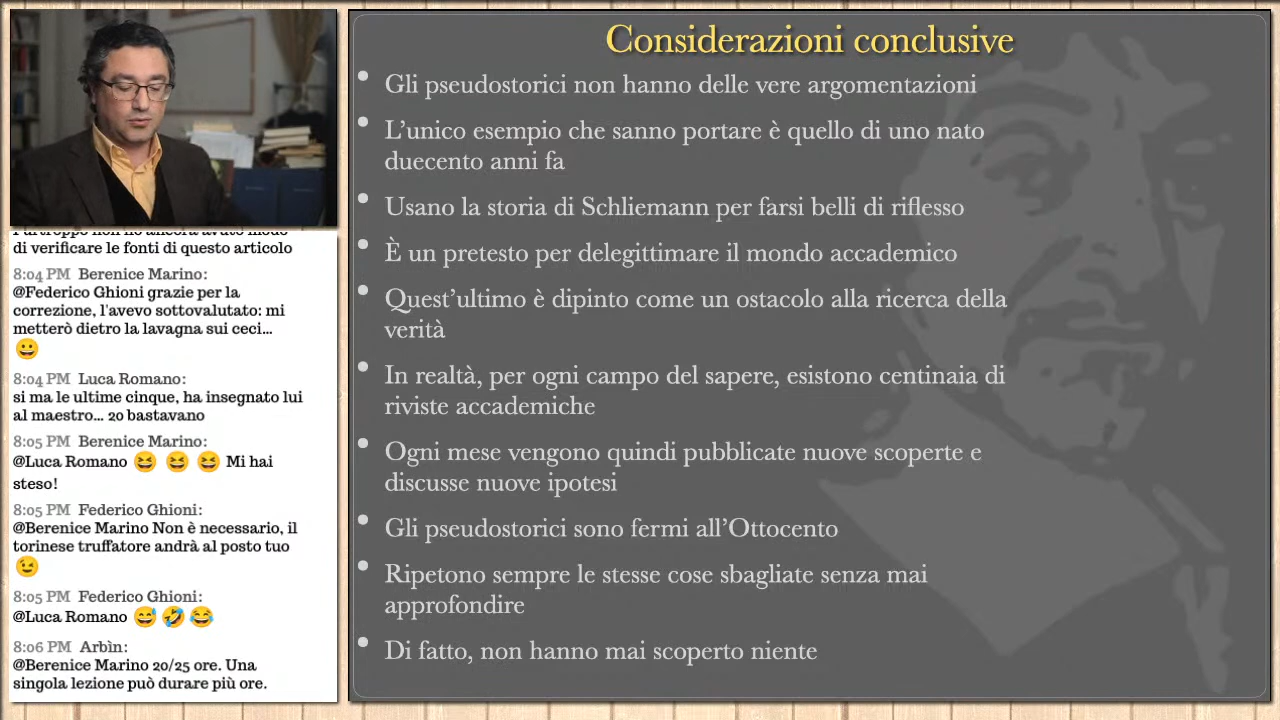 di verificare le fonti di questo articolo
8:04 PM Berenice Marino:
@Federico Ghioni grazie per la
correzione, l'avevo sottovalutato: mi
metterò dietro la lavagna sui ceci...
😀
8:04 PM Luca Romano:
si ma le ultime cinque, ha insegnato lui
al maestro... 20 bastavano
8:05 PM Berenice Marino:
@Luca Romano 😆 😆 😆 Mi hai
steso!
8:05 PM Federico Ghioni:
@Berenice Marino Non è necessario, il
torinese truffatore andrà al posto tuo
😉
8:05 PM Federico Ghioni:
@Luca Romano 😅 🤣 😂
8:06 PM Arbìn:
@Berenice Marino 20/25 ore. Una
singola lezione può durare più ore.
Considerazioni conclusive
• Gli pseudostorici non hanno delle vere argomentazioni
• L’unico esempio che sanno portare è quello di uno nato
duecento anni fa
• Usano la storia di Schliemann per farsi belli di riflesso
• È un pretesto per delegittimare il mondo accademico
• Quest’ultimo è dipinto come un ostacolo alla ricerca della
verità
• In realtà, per ogni campo del sapere, esistono centinaia di
riviste accademiche
• Ogni mese vengono quindi pubblicate nuove scoperte e
discusse nuove ipotesi
• Gli pseudostorici sono fermi all’Ottocento
• Ripetono sempre le stesse cose sbagliate senza mai
approfondire
• Di fatto, non hanno mai scoperto niente